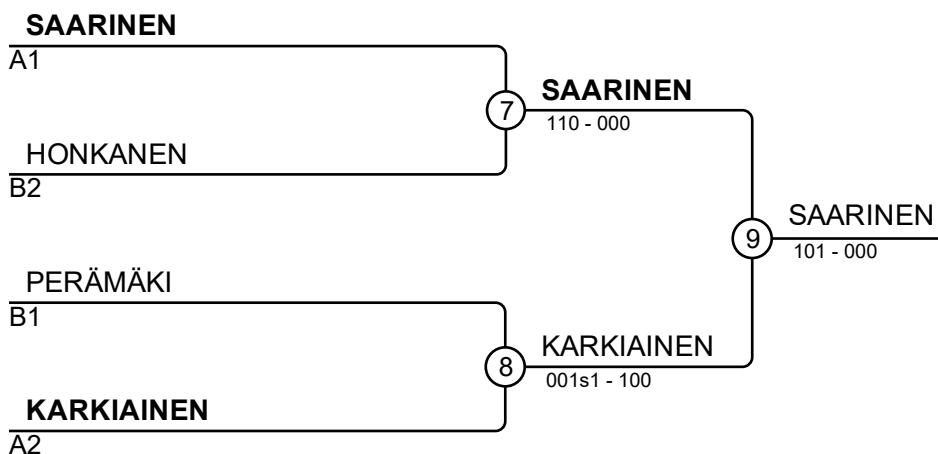 SAARINEN
A1
7
SAARINEN
110 - 000
HONKANEN
B2
9
SAARINEN
101 - 000
PERÄMÄKI
B1
8
KARKIAINEN
001s1 - 100
KARKIAINEN
A2